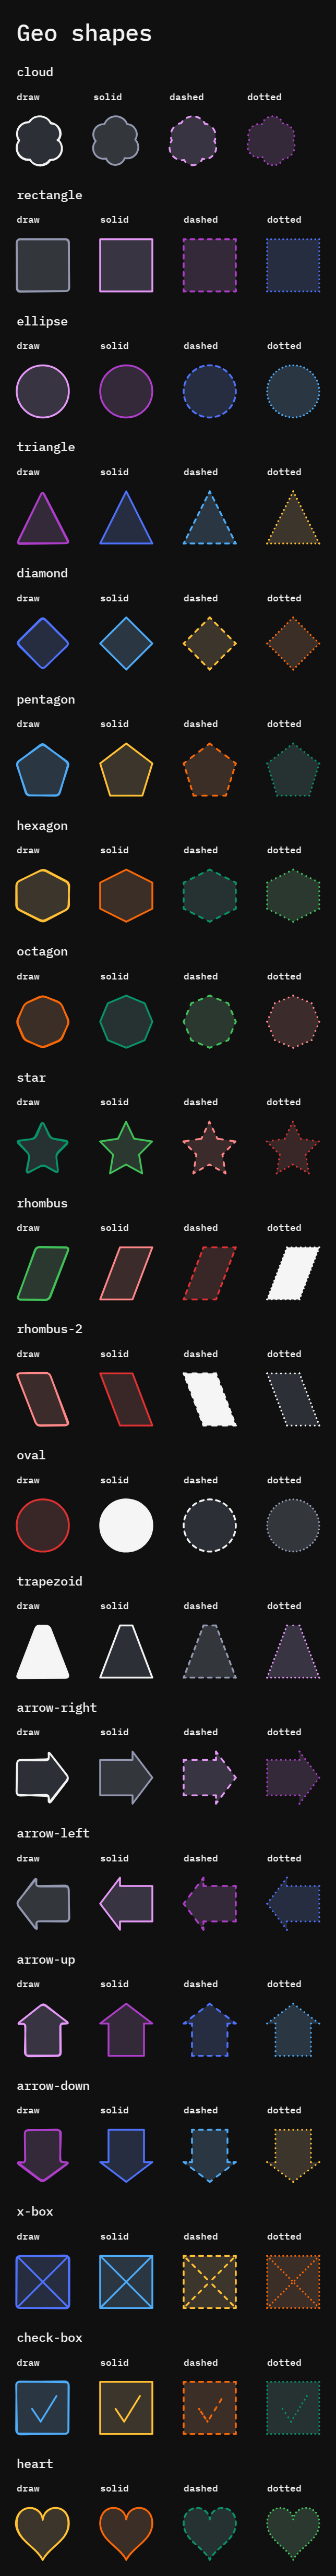 Geo shapes
cloud
draw solid dashed dotted
rectangle
draw solid dashed dotted
ellipse
draw solid dashed dotted
triangle
draw solid dashed dotted
diamond
draw solid dashed dotted
pentagon
draw solid dashed dotted
hexagon
draw solid dashed dotted
octagon
draw solid dashed dotted
star
draw solid dashed dotted
rhombus
draw solid dashed dotted
rhombus-2
draw solid dashed dotted
oval
draw solid dashed dotted
trapezoid
draw solid dashed dotted
arrow-right
draw solid dashed dotted
arrow-left
draw solid dashed dotted
arrow-up
draw solid dashed dotted
arrow-down
draw solid dashed dotted
x-box
draw solid dashed dotted
check-box
draw solid dashed dotted
heart
draw solid dashed dotted